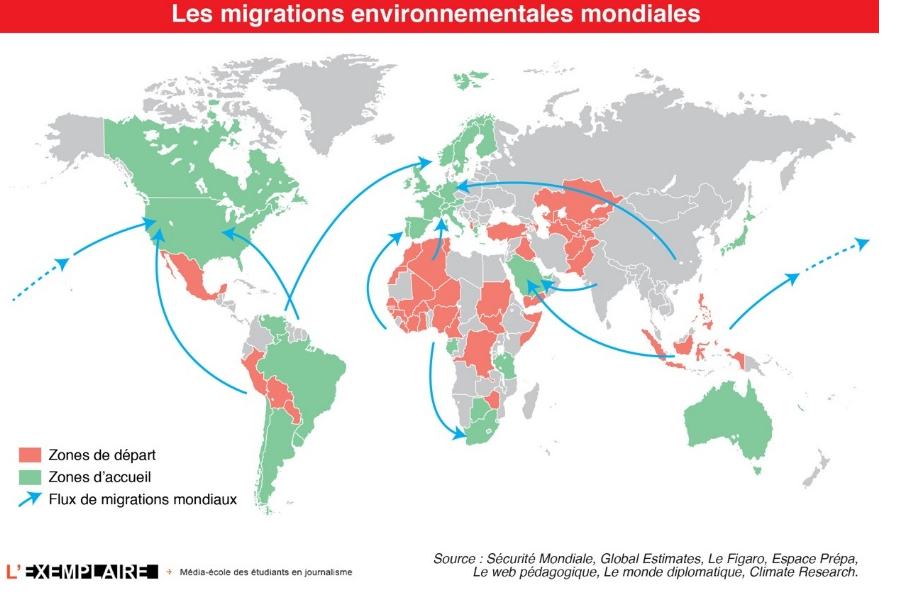 Les migrations environnementales mondiales
Zones de départ
Zones d'accueil
Flux de migrations mondiaux
L'EXEMPLAIRE
Média-école des étudiants en journalisme
Source : Sécurité Mondiale, Global Estimates, Le Figaro, Espace Prépa,
Le web pédagogique, Le monde diplomatique, Climate Research.